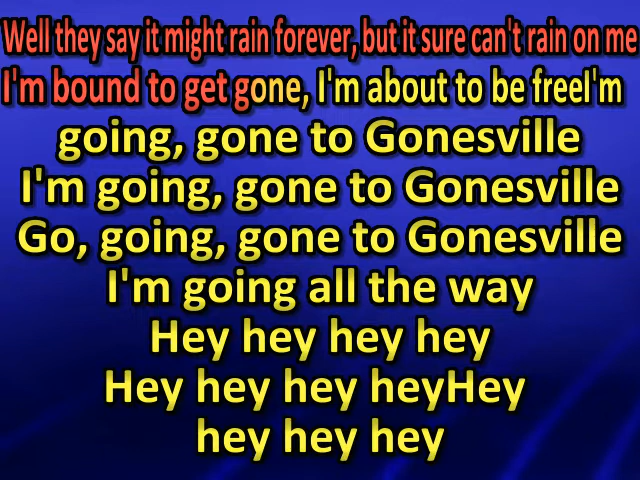 Well they say it might rain forever, but it sure can't rain on me
I'm bound to get gone, I'm about to be freeI'm
going, gone to Gonesville
I'm going, gone to Gonesville
Go, going, gone to Gonesville
I'm going all the way
Hey hey hey hey
Hey hey hey heyHey
hey hey hey